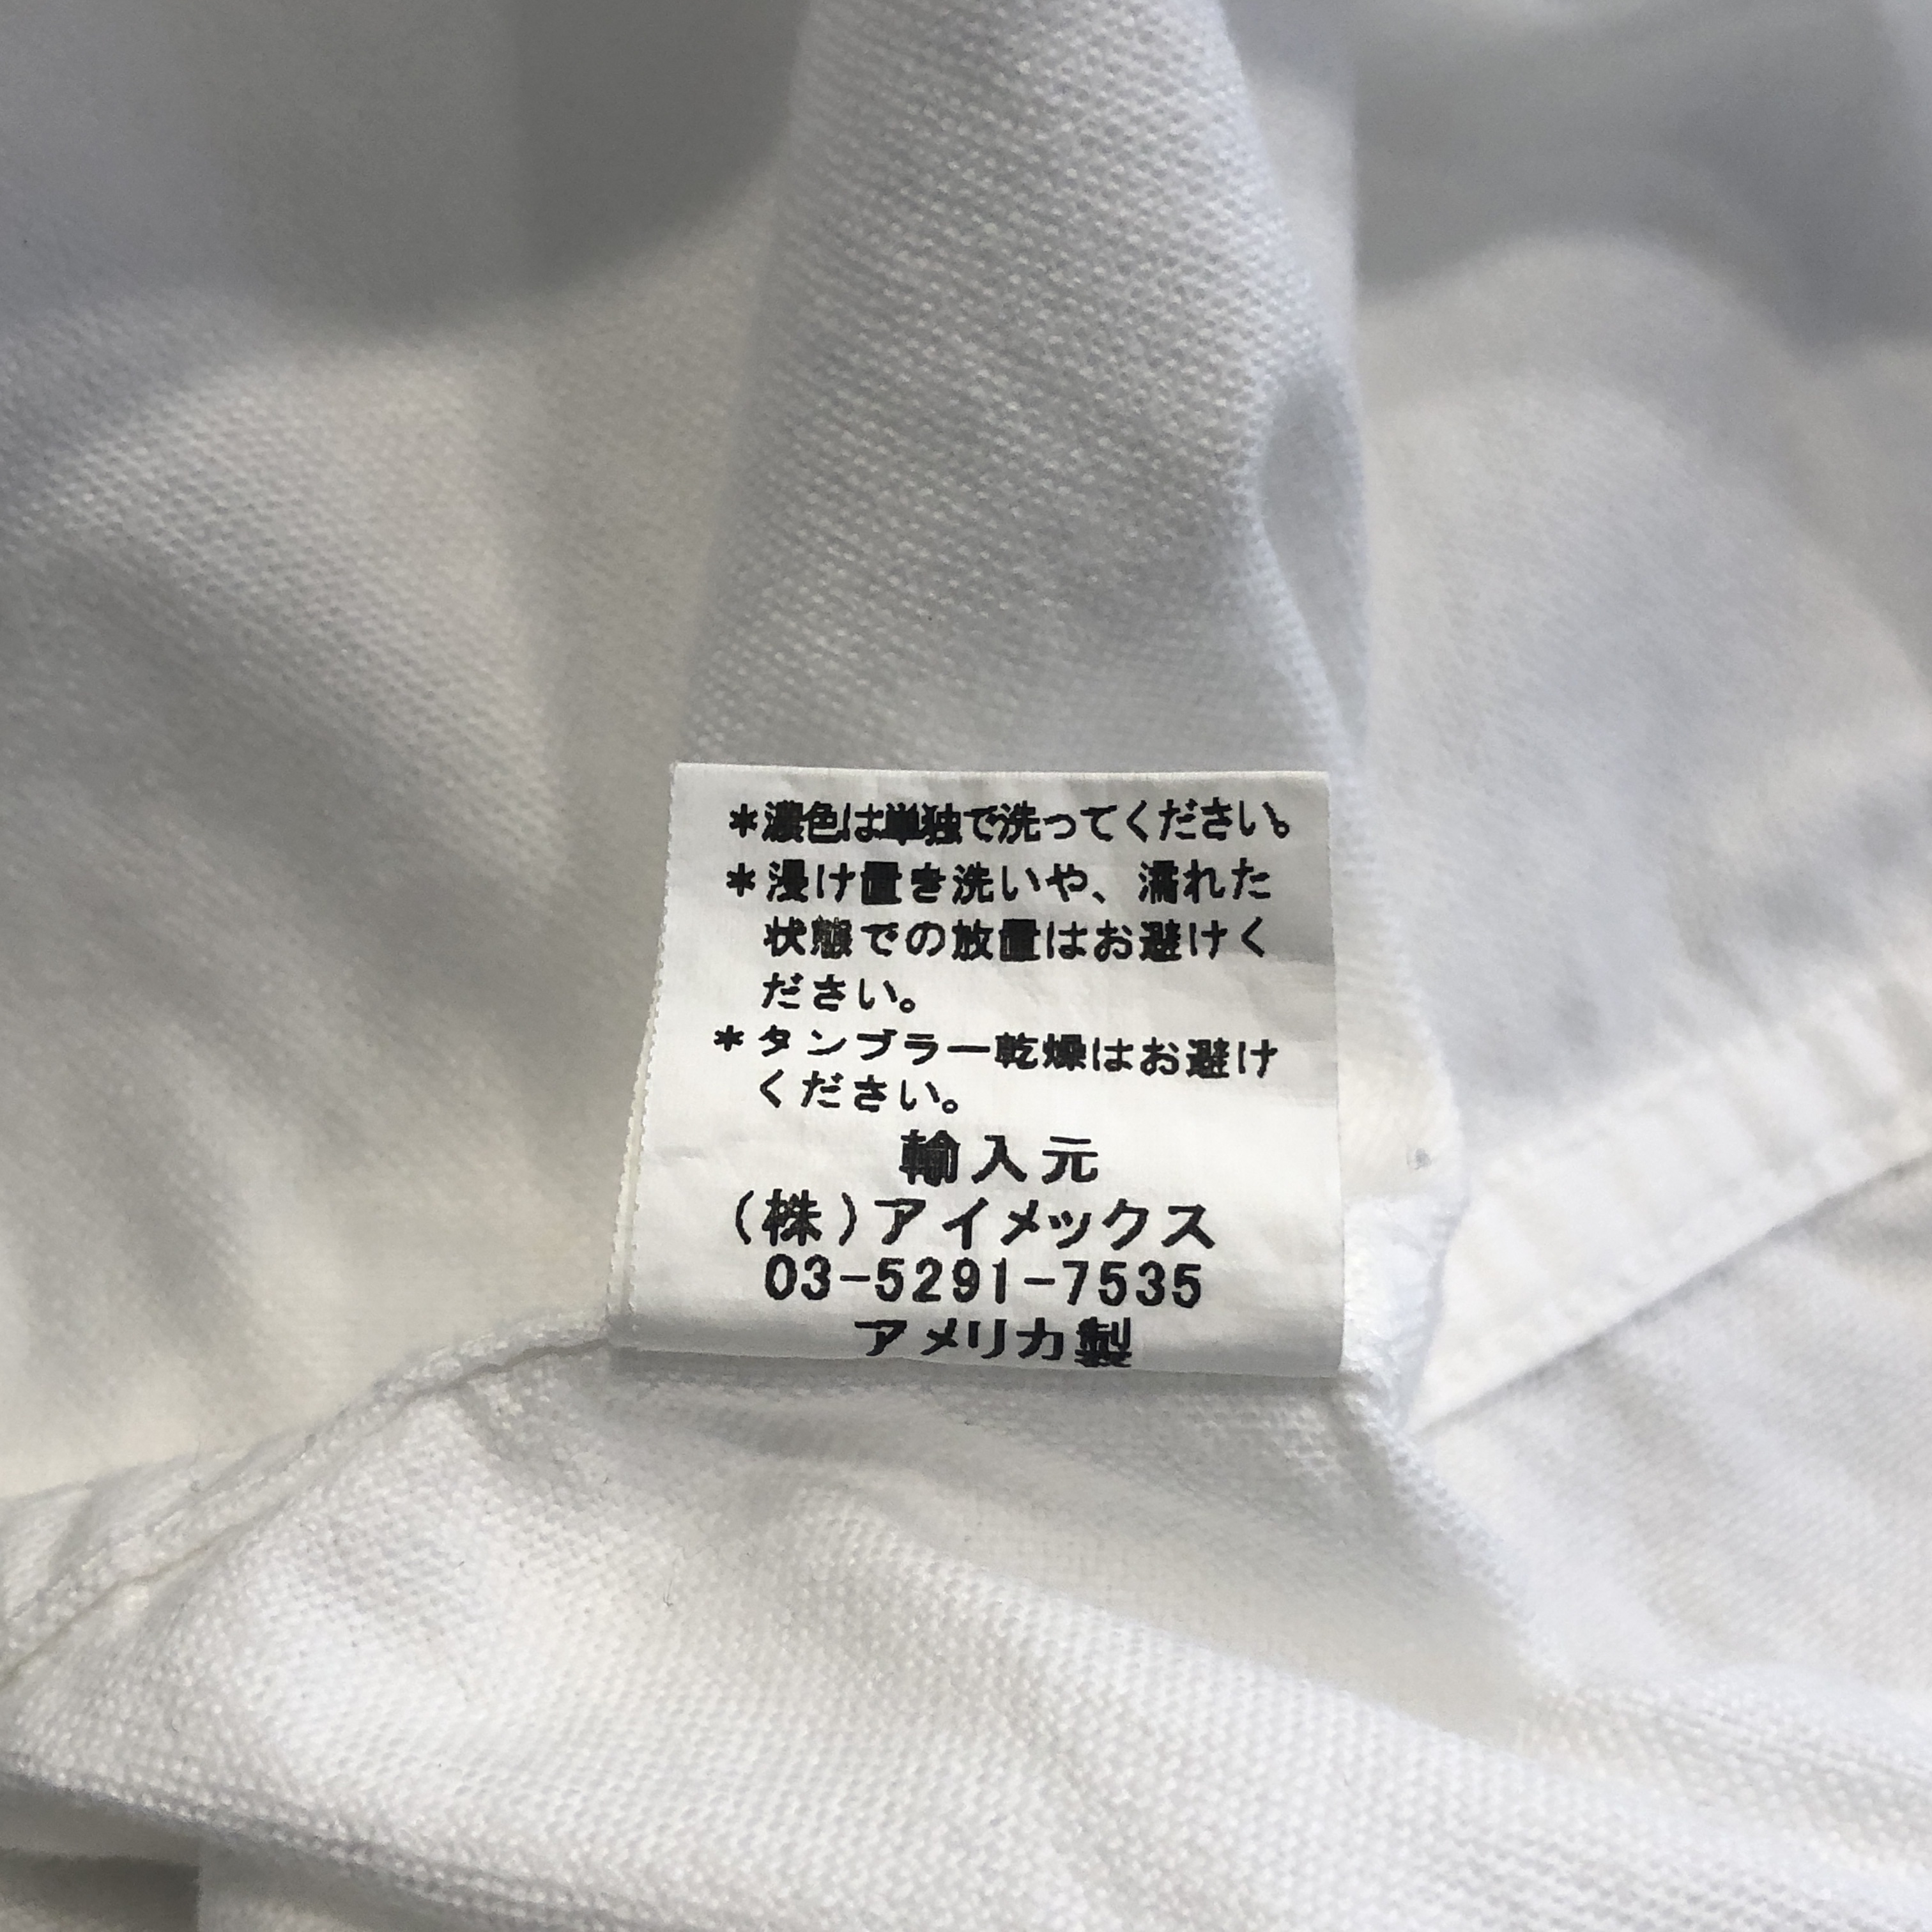 *濃色は単独で洗ってください。
*浸け置き洗いや、濡れた
状態での放置はお避けく
ださい。
*タンブラー乾燥はお避け
ください。
輸入元
(株)アイメックス
03-5291-7535
アメリカ製